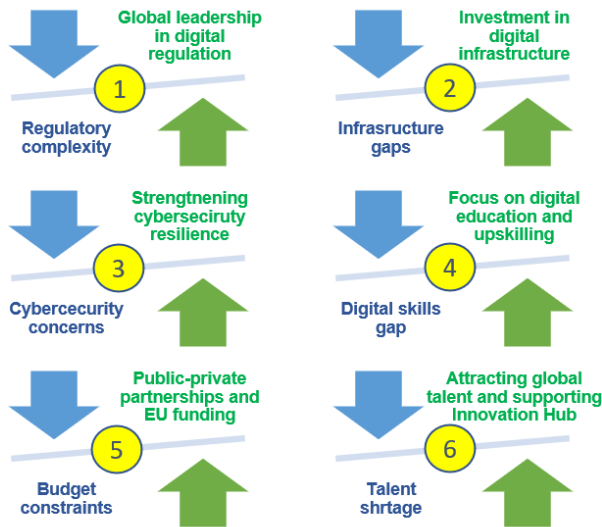 Global leadership
in digital
regulation
1
Regulatory
complexity
Investment in
digital
infrastructure
2
Infrasructure
gaps
Strengtnening
cyberseciruty
resilience
3
Cybercecurity
concerns
Focus on digital
education and
upskilling
4
Digital skills
gap
Public-private
partnerships and
EU funding
5
Budget
constraints
Attracting global
talent and supporting
Innovation Hub
6
Talent
shrtage